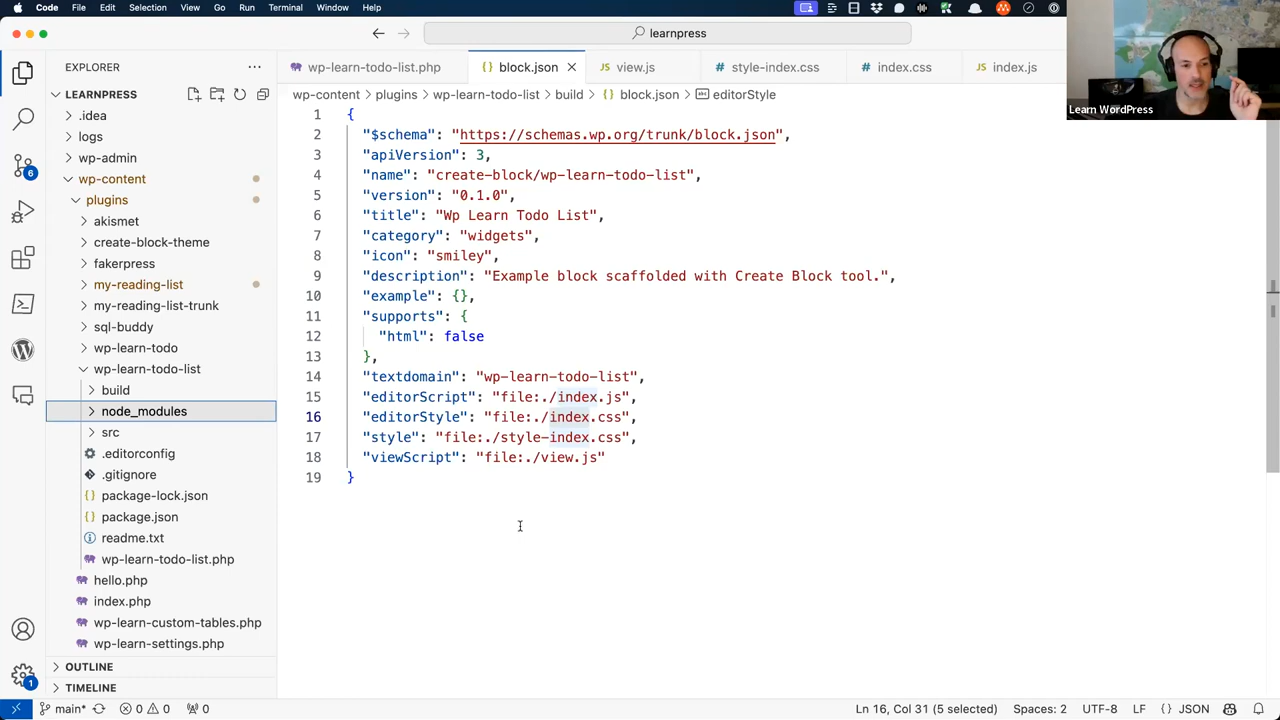 Code File Edit Selection View Go Run Terminal Window Help
learnpress
EXPLORER
wp-learn-todo-list.php
block.json
view.js
style-index.css
index.css
index.js
Learn WordPress
LEARNPRESS
wp-content > plugins > wp-learn-todo-list > build > {} block.json > editorStyle
.idea
logs
wp-admin
wp-content
plugins
akismet
create-block-theme
fakerpress
my-reading-list
my-reading-list-trunk
sql-buddy
wp-learn-todo
wp-learn-todo-list
build
node_modules
src
.editorconfig
.gitignore
package-lock.json
package.json
readme.txt
wp-learn-todo-list.php
hello.php
index.php
wp-learn-custom-tables.php
wp-learn-settings.php
OUTLINE
TIMELINE
1 {
2 "$schema": "https://schemas.wp.org/trunk/block.json",
3 "apiVersion": 3,
4 "name": "create-block/wp-learn-todo-list",
5 "version": "0.1.0",
6 "title": "Wp Learn Todo List",
7 "category": "widgets",
8 "icon": "smiley",
9 "description": "Example block scaffolded with Create Block tool.",
10 "example": {},
11 "supports": {
12 "html": false
13 },
14 "textdomain": "wp-learn-todo-list",
15 "editorScript": "file:./index.js",
16 "editorStyle": "file:./index.css",
17 "style": "file:./style-index.css",
18 "viewScript": "file:./view.js"
19 }
6
1
main* 0 0 0 Ln 16, Col 31 (5 selected) Spaces: 2 UTF-8 LF {} JSON